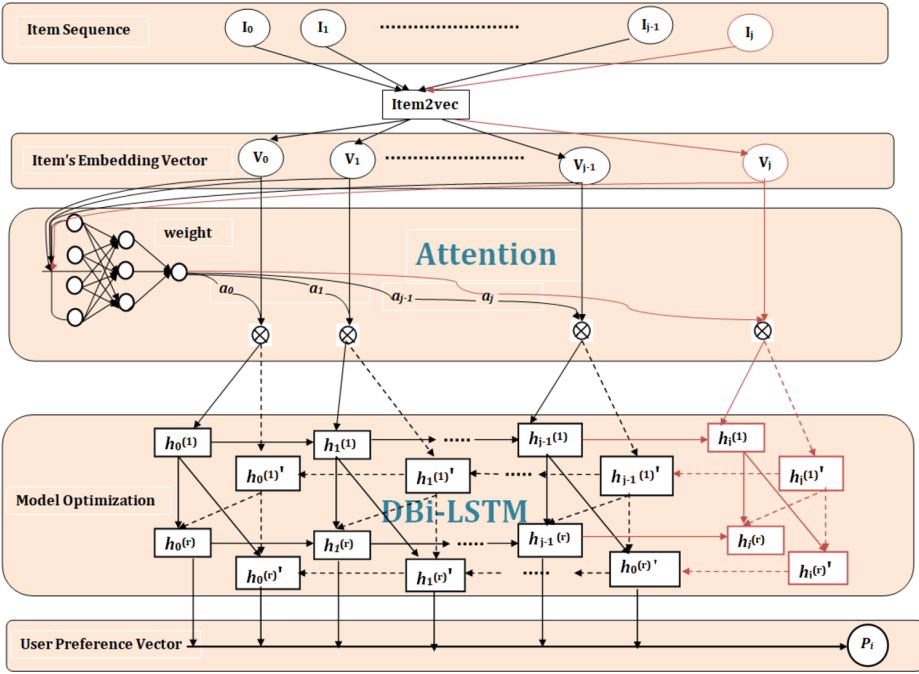 Item Sequence
I₀ I₁ Iⱼ₋₁ Iⱼ
Item2vec
Item's Embedding Vector
V₀ V₁ Vⱼ₋₁ Vⱼ
weight
Attention
a₀ a₁ aⱼ₋₁ aⱼ
h₀⁽¹⁾ h₁⁽¹⁾ hⱼ₋₁⁽¹⁾ hᵢ⁽¹⁾
h₀⁽¹⁾' h₁⁽¹⁾' hⱼ₋₁⁽¹⁾' hⱼ⁽¹⁾'
Model Optimization
DBi-LSTM
h₀⁽ʳ⁾ h₁⁽ʳ⁾ hⱼ₋₁⁽ʳ⁾ hᵢ⁽ʳ⁾
h₀⁽ʳ⁾' h₁⁽ʳ⁾' h₀⁽ʳ⁾' hᵢ⁽ʳ⁾'
User Preference Vector
Pᵢ